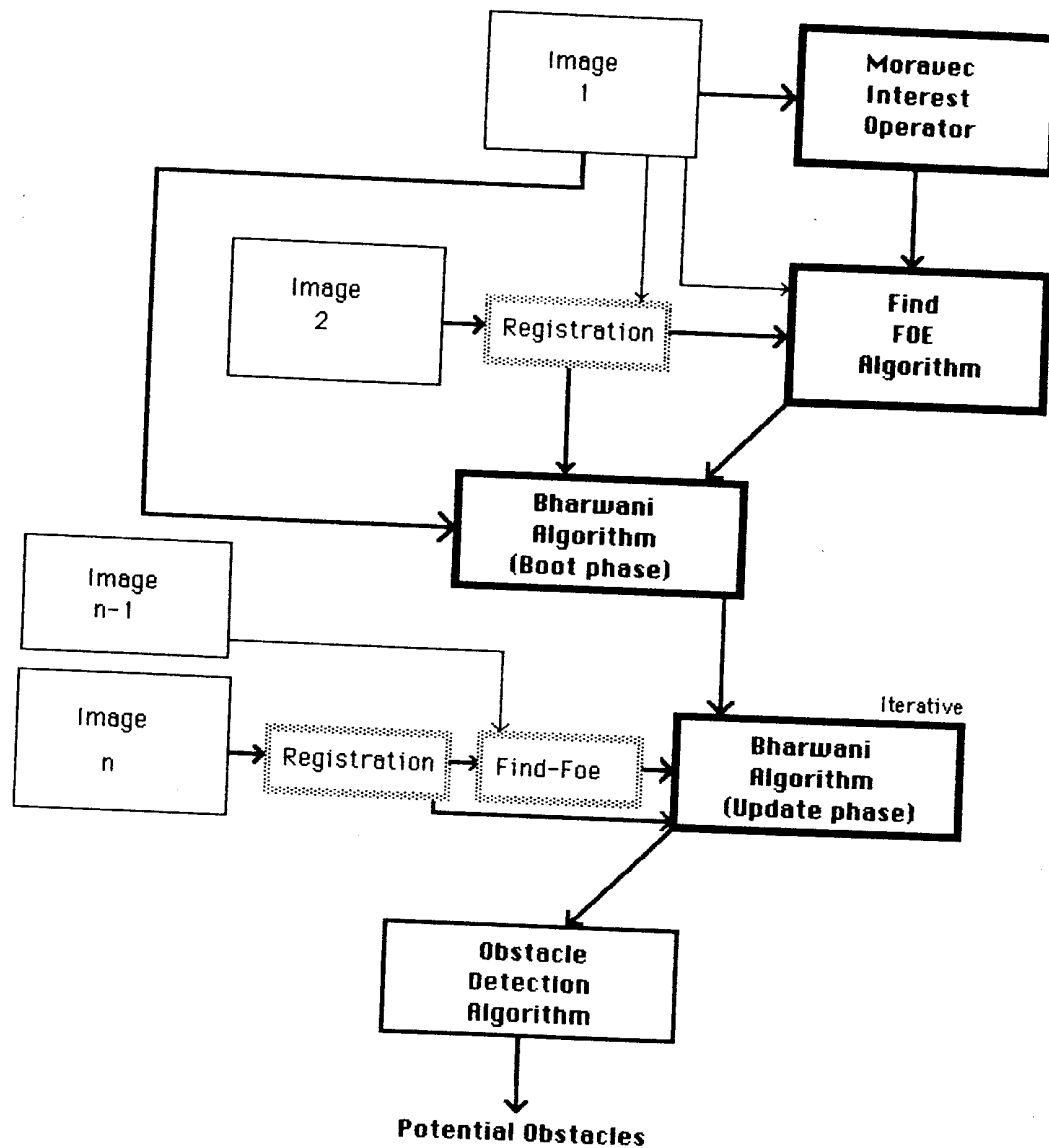 Image
1
Moravec
Interest
Operator
Image
2
Registration
Find
FOE
Algorithm
Bharwani
Algorithm
(Boot phase)
Image
n-1
Image
n
Registration
Find-Foe
Iterative
Bharwani
Algorithm
(Update phase)
Obstacle
Detection
Algorithm
Potential Obstacles